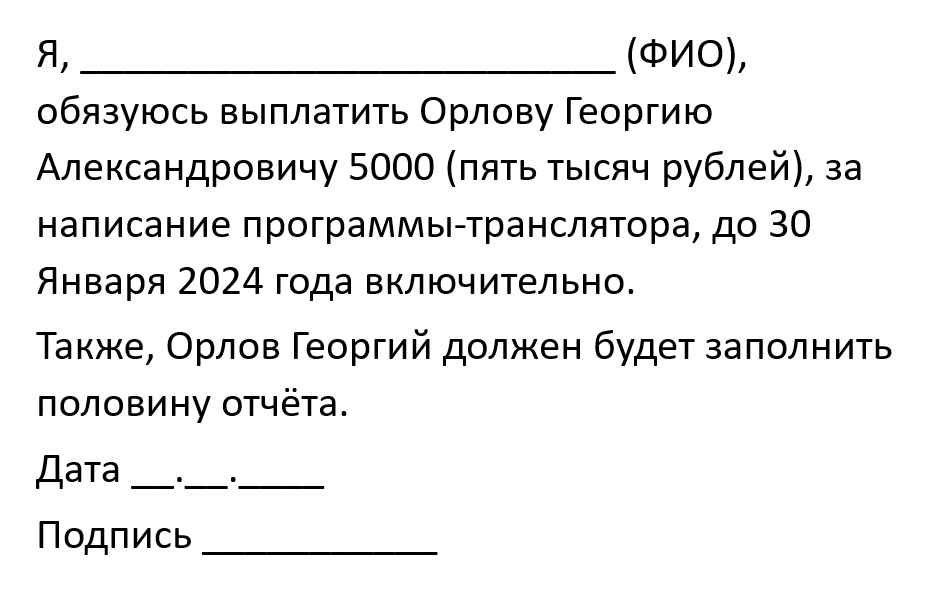 Я, _________________________ (ФИО),
обязуюсь выплатить Орлову Георгию
Александровичу 5000 (пять тысяч рублей), за
написание программы-транслятора, до 30
Января 2024 года включительно.
Также, Орлов Георгий должен будет заполнить
половину отчёта.
Дата __.__.____
Подпись ___________